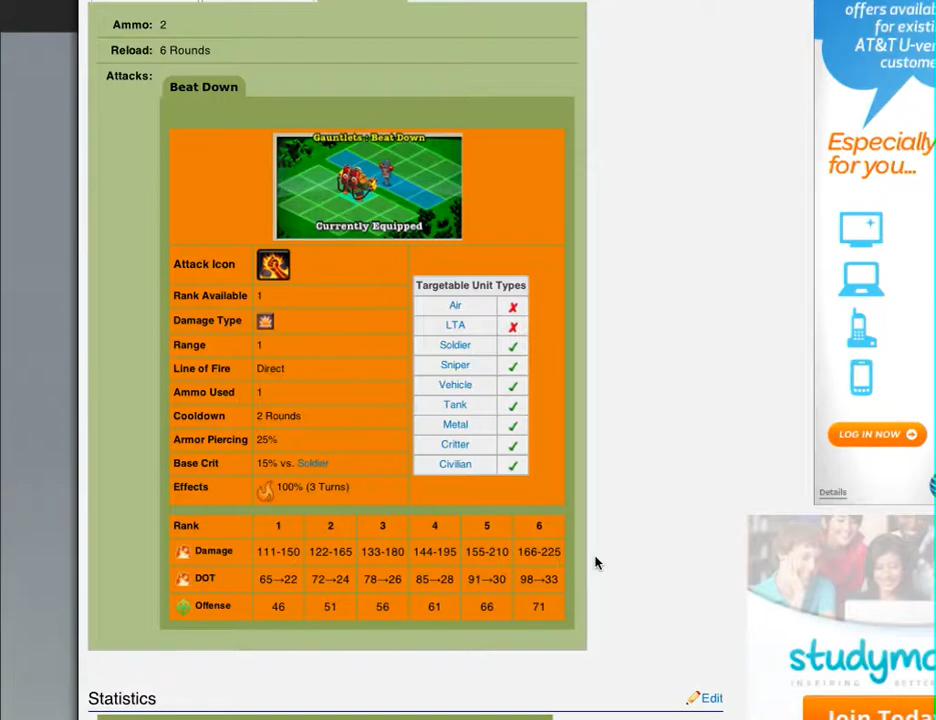 offers availa
for existi
AT&T U-ver
custome
Ammo: 2
Reload: 6 Rounds
Attacks:
Beat Down
Gauntlets : Beat Down
Currently Equipped
Especially
for you...
LOG IN NOW
Details
Attack Icon
Rank Available 1
Damage Type
Range 1
Line of Fire Direct
Ammo Used 1
Cooldown 2 Rounds
Armor Piercing 25%
Base Crit 15% vs. Soldier
Effects 100% (3 Turns)
Targetable Unit Types
Air ✗
LTA ✗
Soldier ✓
Sniper ✓
Vehicle ✓
Tank ✓
Metal ✓
Critter ✓
Civilian ✓
Rank 1 2 3 4 5 6
Damage 111-150 122-165 133-180 144-195 155-210 166-225
DOT 65→22 72→24 78→26 85→28 91→30 98→33
Offense 46 51 56 61 66 71
Statistics
Edit
studymo
Join Toda